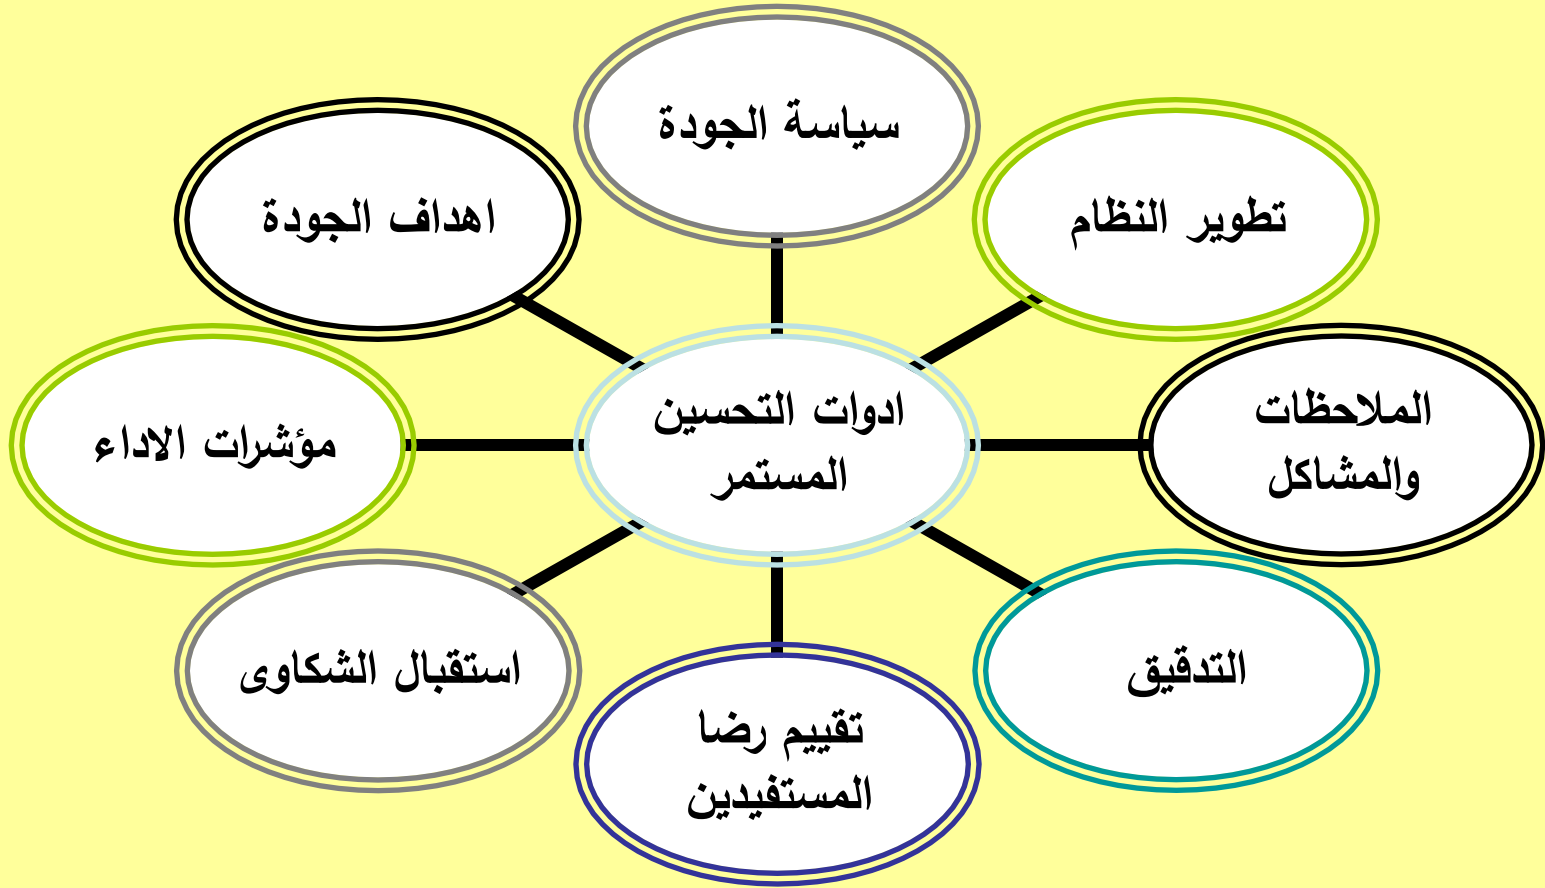 سياسة الجودة
تطوير النظام
اهداف الجودة
الملاحظات
والمشاكل
ادوات التحسين
المستمر
مؤشرات الاداء
التدقيق
استقبال الشكاوى
تقييم رضا
المستفيدين